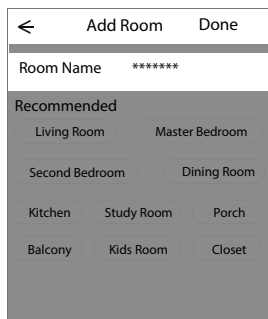 Add Room Done
Room Name *******
Recommended
Living Room Master Bedroom
Second Bedroom Dining Room
Kitchen Study Room Porch
Balcony Kids Room Closet